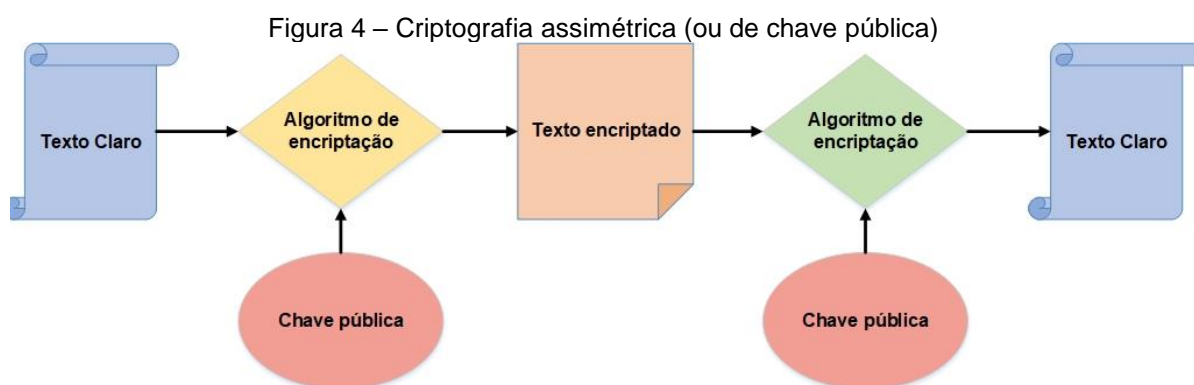 Figura 4 – Criptografia assimétrica (ou de chave pública)
Texto Claro
Algoritmo de
encriptação
Texto encriptado
Algoritmo de
encriptação
Texto Claro
Chave pública
Chave pública